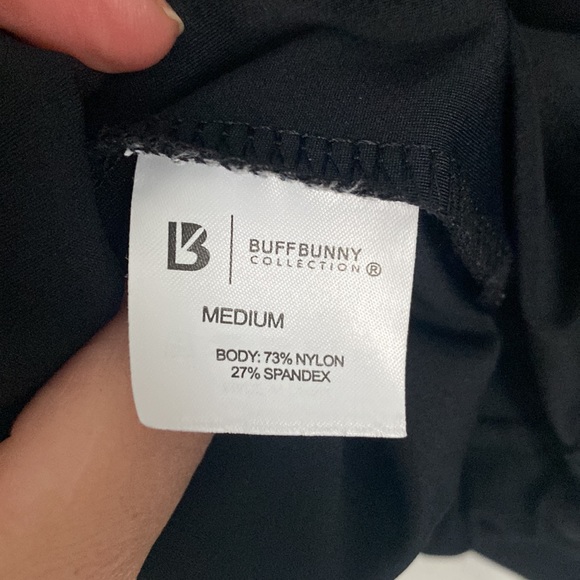 B
BUFFBUNNY
COLLECTION®
MEDIUM
BODY: 73% NYLON
27% SPANDEX